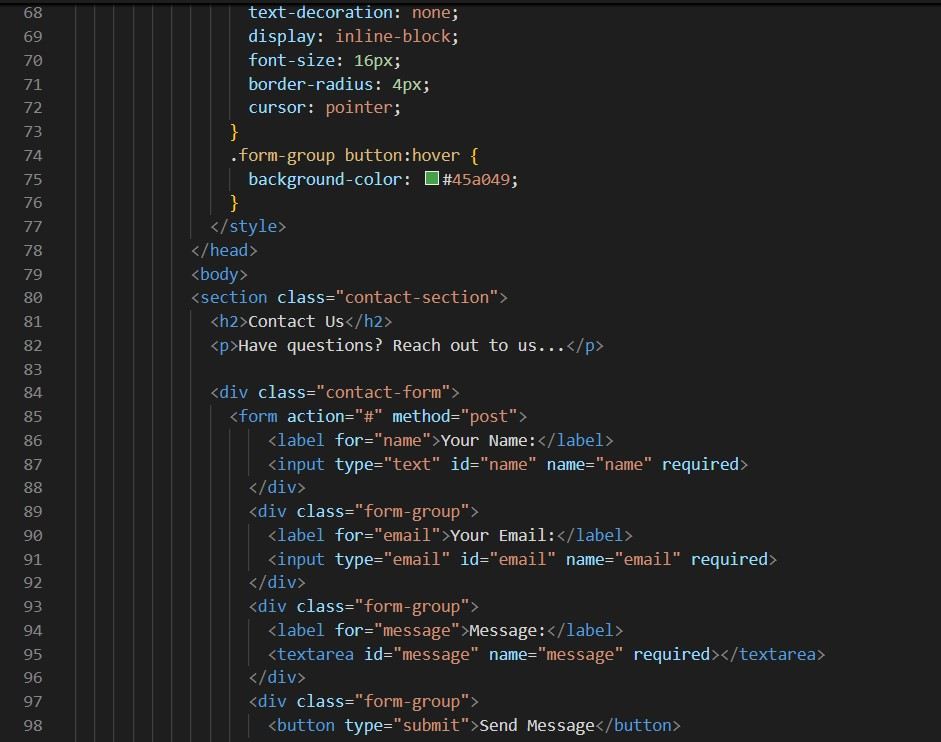 68 text-decoration: none;
69 display: inline-block;
70 font-size: 16px;
71 border-radius: 4px;
72 cursor: pointer;
73 }
74 .form-group button:hover {
75 background-color: #45a049;
76 }
77 </style>
78 </head>
79 <body>
80 <section class="contact-section">
81 <h2>Contact Us</h2>
82 <p>Have questions? Reach out to us...</p>
83
84 <div class="contact-form">
85 <form action="#" method="post">
86 <label for="name">Your Name:</label>
87 <input type="text" id="name" name="name" required>
88 </div>
89 <div class="form-group">
90 <label for="email">Your Email:</label>
91 <input type="email" id="email" name="email" required>
92 </div>
93 <div class="form-group">
94 <label for="message">Message:</label>
95 <textarea id="message" name="message" required></textarea>
96 </div>
97 <div class="form-group">
98 <button type="submit">Send Message</button>